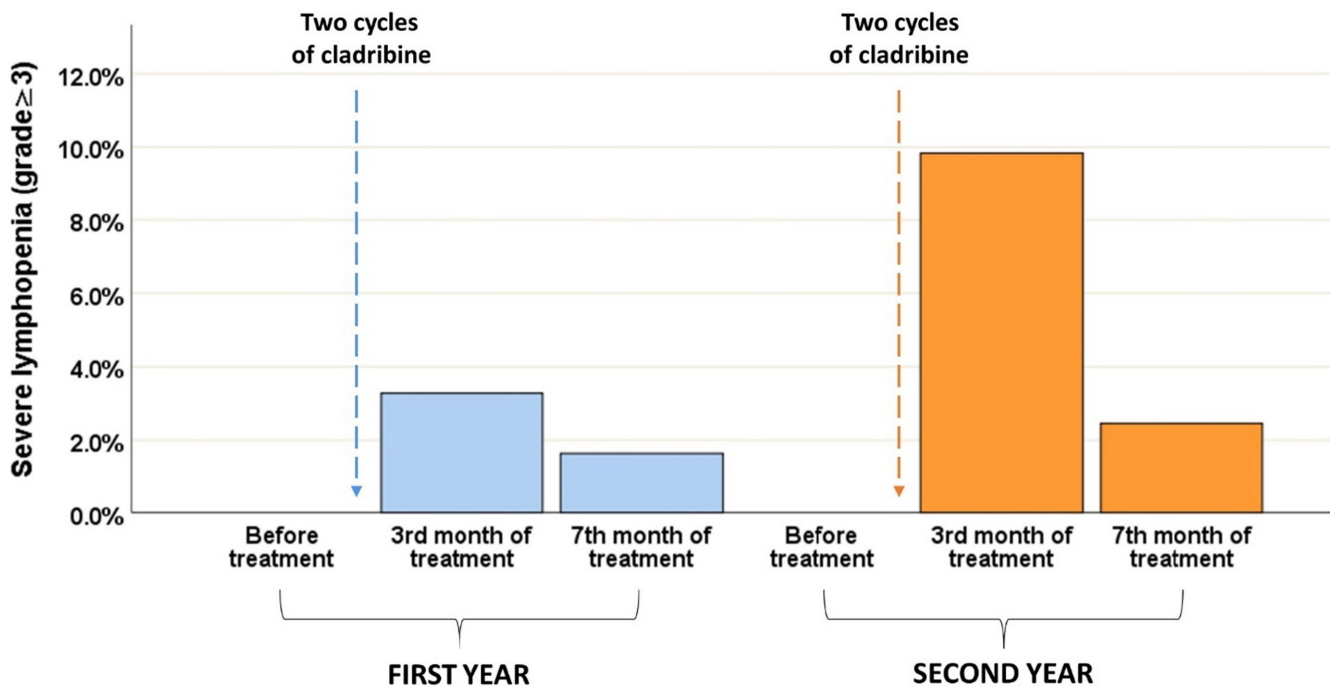 Two cycles
of cladribine
Two cycles
of cladribine
Severe lymphopenia (grade≥3)
12.0%
10.0%
8.0%
6.0%
4.0%
2.0%
0.0%
Before
treatment
3rd month of
treatment
7th month of
treatment
Before
treatment
3rd month of
treatment
7th month of
treatment
FIRST YEAR
SECOND YEAR